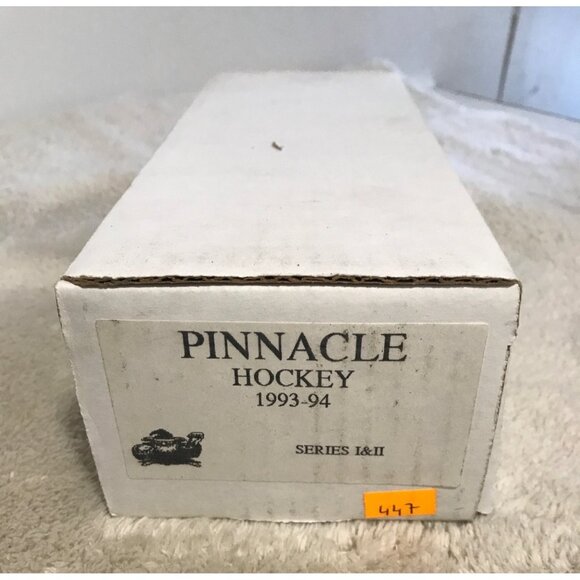 PINNACLE
HOCKEY
1993-94
SERIES I&II
447